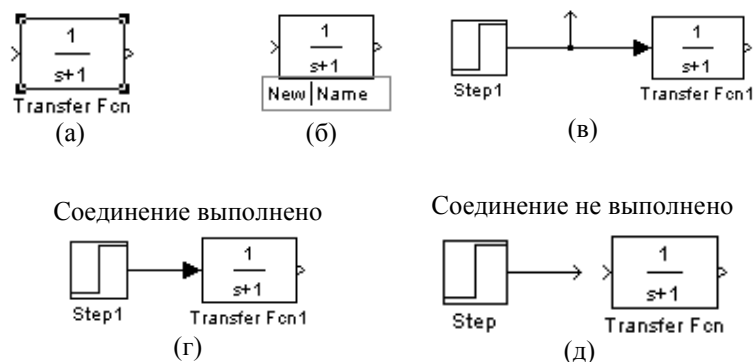 1
s+1
Transfer Fcn
(а)
1
s+1
New Name
(б)
Step1
1
s+1
Transfer Fcn1
(в)
Соединение выполнено
Step1
1
s+1
Transfer Fcn1
(г)
Соединение не выполнено
Step
1
s+1
Transfer Fcn
(д)